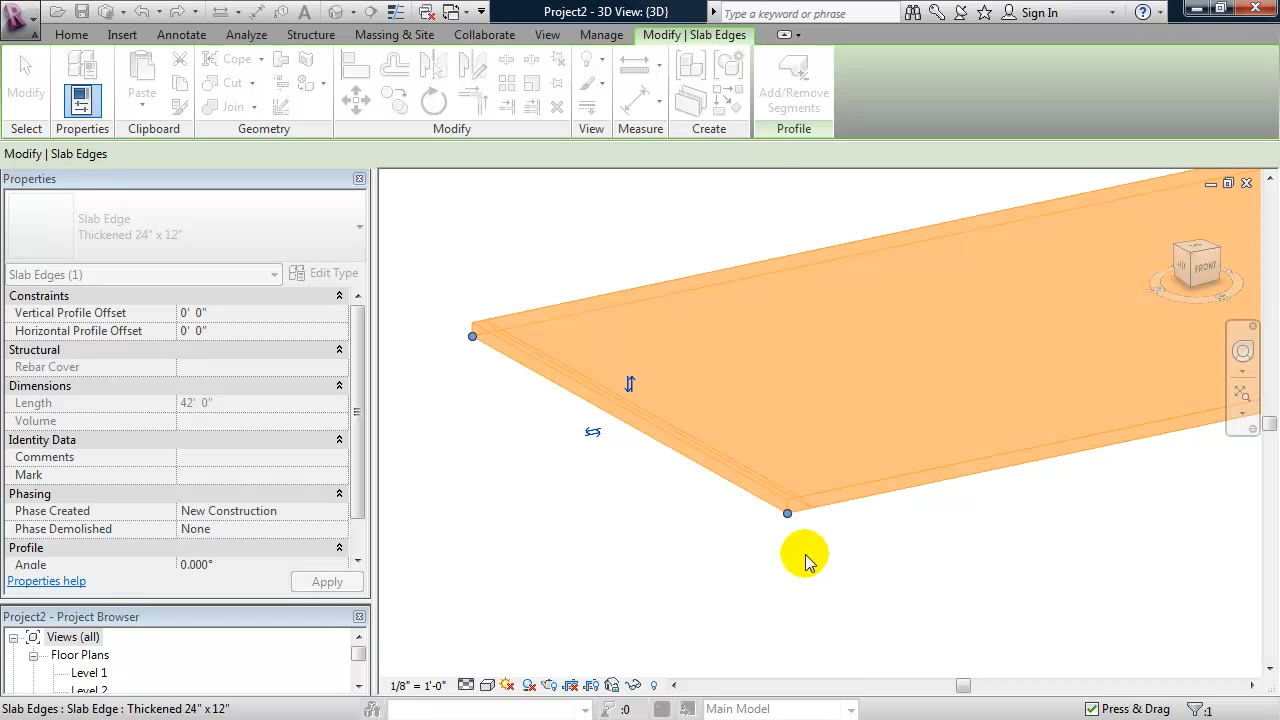 Project2 - 3D View: {3D}
Type a keyword or phrase
Sign In
Home Insert Annotate Analyze Structure Massing & Site Collaborate View Manage Modify | Slab Edges
Modify
Paste
Cope
Cut
Join
Add/Remove
Segments
Select Properties Clipboard Geometry Modify View Measure Create Profile
Modify | Slab Edges
Properties
Slab Edge
Thickened 24" x 12"
Slab Edges (1)
Edit Type
Constraints
Vertical Profile Offset 0' 0"
Horizontal Profile Offset 0' 0"
Structural
Rebar Cover
Dimensions
Length 42' 0"
Volume
Identity Data
Comments
Mark
Phasing
Phase Created New Construction
Phase Demolished None
Profile
Angle 0.000°
Properties help
Apply
FRONT
Project2 - Project Browser
Views (all)
Floor Plans
Level 1
Level 2
1/8" = 1'-0"
Slab Edges : Slab Edge : Thickened 24" x 12"
:0
Main Model
Press & Drag
:1